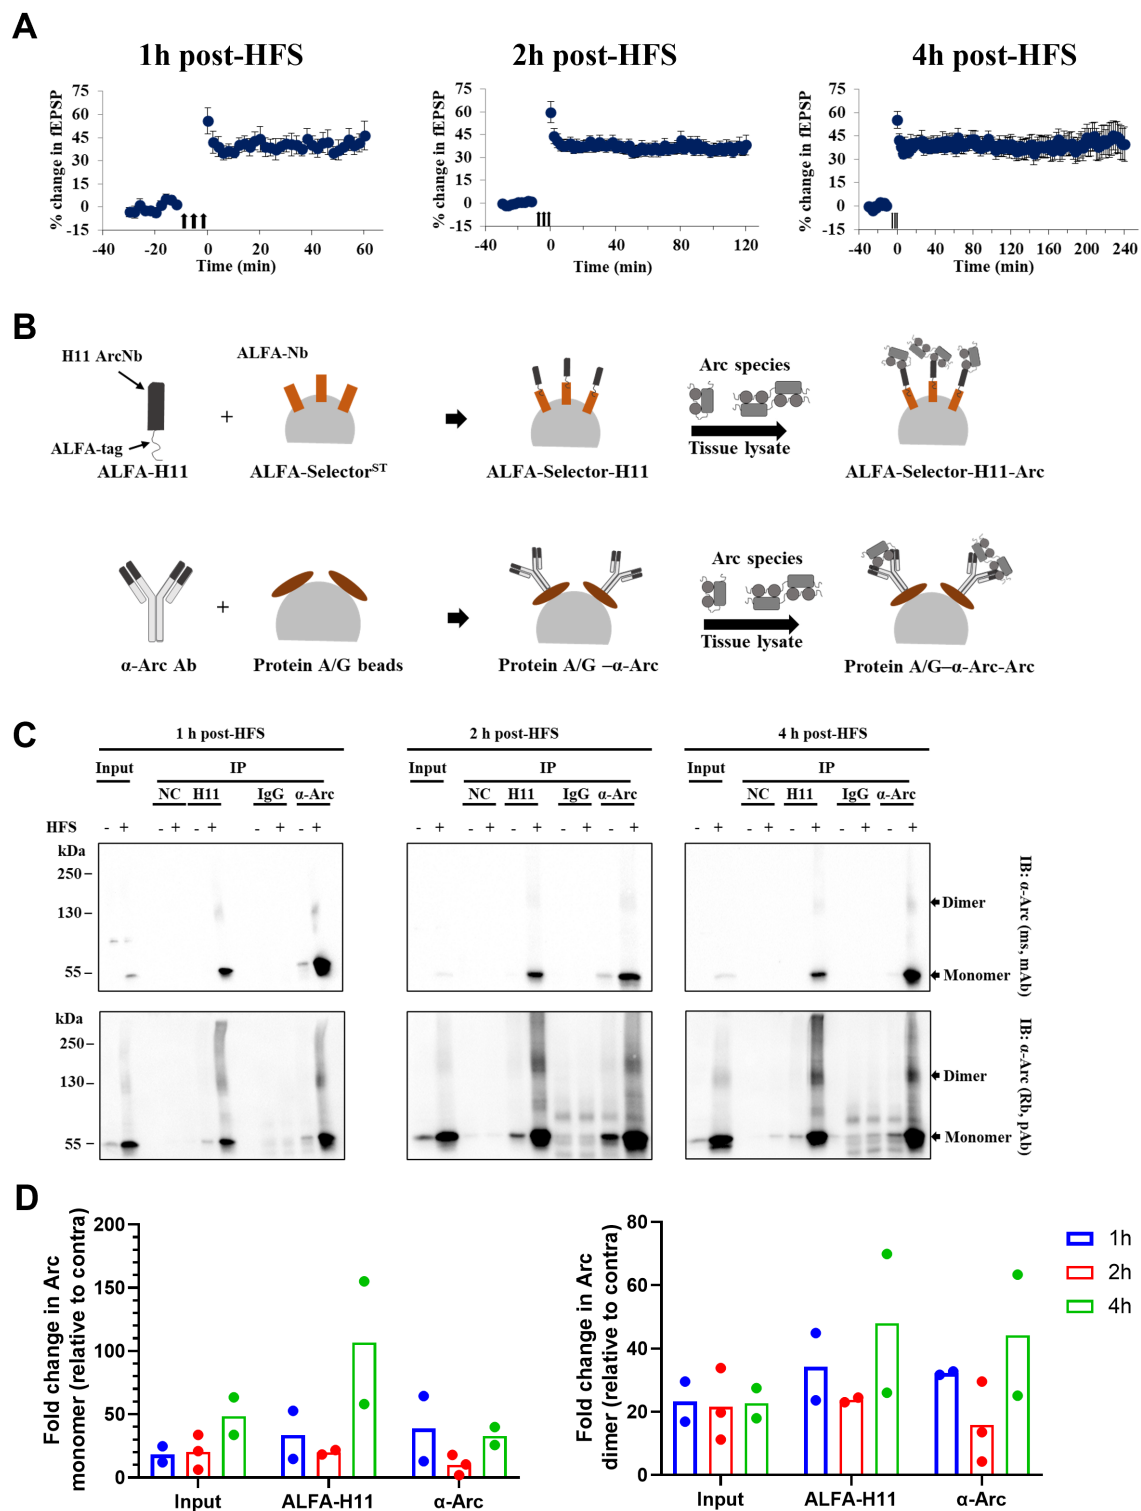 A
1h post-HFS
2h post-HFS
4h post-HFS
% change in fEPSP
75
60
45
30
15
0
-15
-40
-20
0
20
40
60
Time (min)
% change in fEPSP
75
60
45
30
15
0
-15
-40
0
40
80
120
Time (min)
% change in fEPSP
75
60
45
30
15
0
-15
-40
0
40
80
120
160
200
240
Time (min)
B
H11 ArcNb
ALFA-tag
ALFA-H11
+
ALFA-Nb
ALFA-SelectorST
ALFA-Selector-H11
Arc species
Tissue lysate
ALFA-Selector-H11-Arc
α-Arc Ab
+
Protein A/G beads
Protein A/G –α-Arc
Arc species
Tissue lysate
Protein A/G–α-Arc-Arc
C
1 h post-HFS
2 h post-HFS
4 h post-HFS
Input
IP
Input
IP
Input
IP
NC H11 IgG α-Arc
NC H11 IgG α-Arc
NC H11 IgG α-Arc
HFS - + - + - + - + - +
- + - + - + - + - +
- + - + - + - + - +
kDa
250
130
55
Dimer
Monomer
IB: α-Arc (ms, mAb)
kDa
250
130
55
Dimer
Monomer
IB: α-Arc (Rb, pAb)
D
Fold change in Arc
monomer (relative to contra)
200
150
100
50
0
Input
ALFA-H11
α-Arc
Fold change in Arc
dimer (relative to contra)
80
60
40
20
0
Input
ALFA-H11
α-Arc
1h
2h
4h